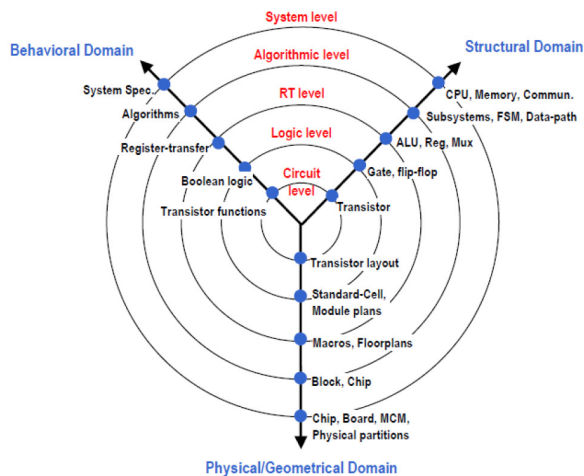 System level
Behavioral Domain
Structural Domain
Algorithmic level
System Spec.
CPU, Memory, Commun.
RT level
Algorithms
Subsystems, FSM, Data-path
Logic level
Register-transfer
ALU, Reg, Mux
Circuit
level
Boolean logic
Gate, flip-flop
Transistor functions
Transistor
Transistor layout
Standard-Cell,
Module plans
Macros, Floorplans
Block, Chip
Chip, Board, MCM,
Physical partitions
Physical/Geometrical Domain